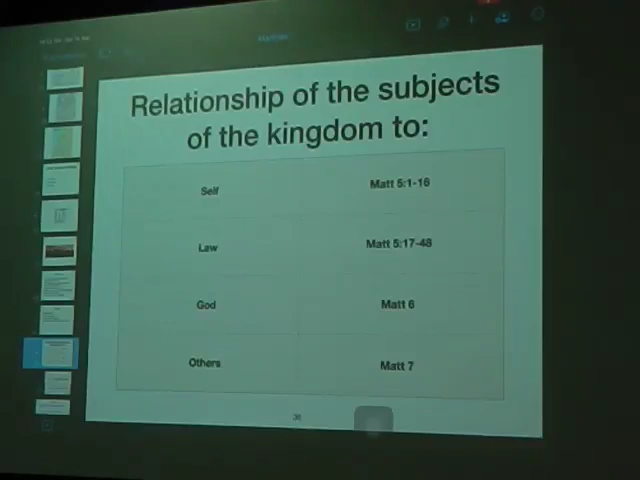 Relationship of the subjects
of the kingdom to:
Self Matt 5:1-16
Law Matt 5:17-48
God Matt 6
Others Matt 7